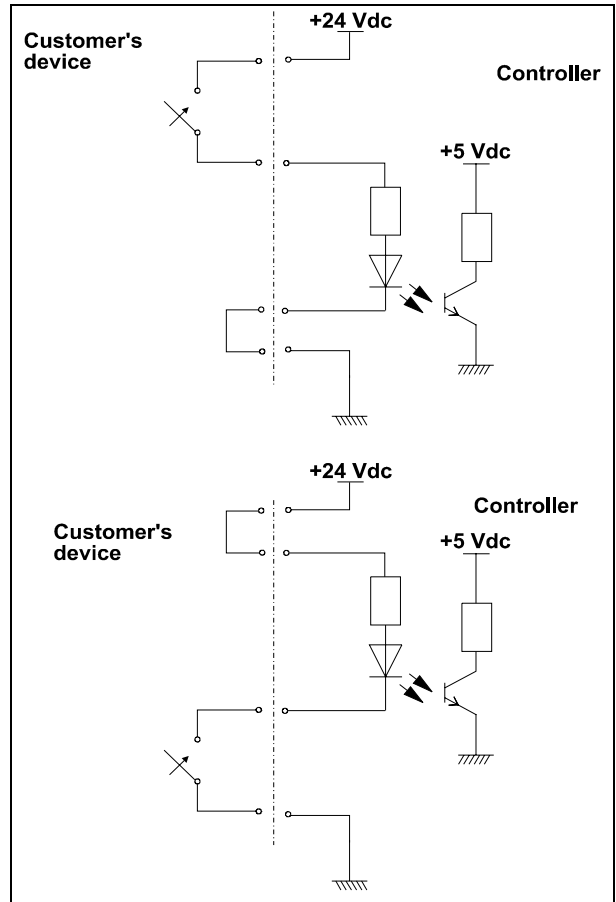 +24 Vdc
Customer's
device
Controller
+5 Vdc
+24 Vdc
Controller
Customer's
device
+5 Vdc